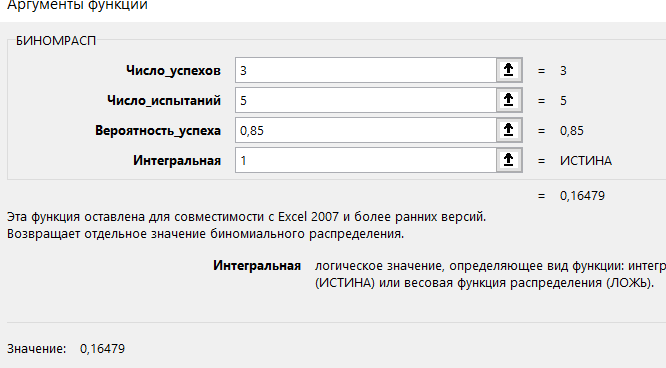 Аргументы функции
БИНОМРАСП
Число_успехов 3 = 3
Число_испытаний 5 = 5
Вероятность_успеха 0,85 = 0,85
Интегральная 1 = ИСТИНА
= 0,16479
Эта функция оставлена для совместимости с Excel 2007 и более ранних версий.
Возвращает отдельное значение биномиального распределения.
Интегральная логическое значение, определяющее вид функции: интегр
(ИСТИНА) или весовая функция распределения (ЛОЖЬ).
Значение: 0,16479